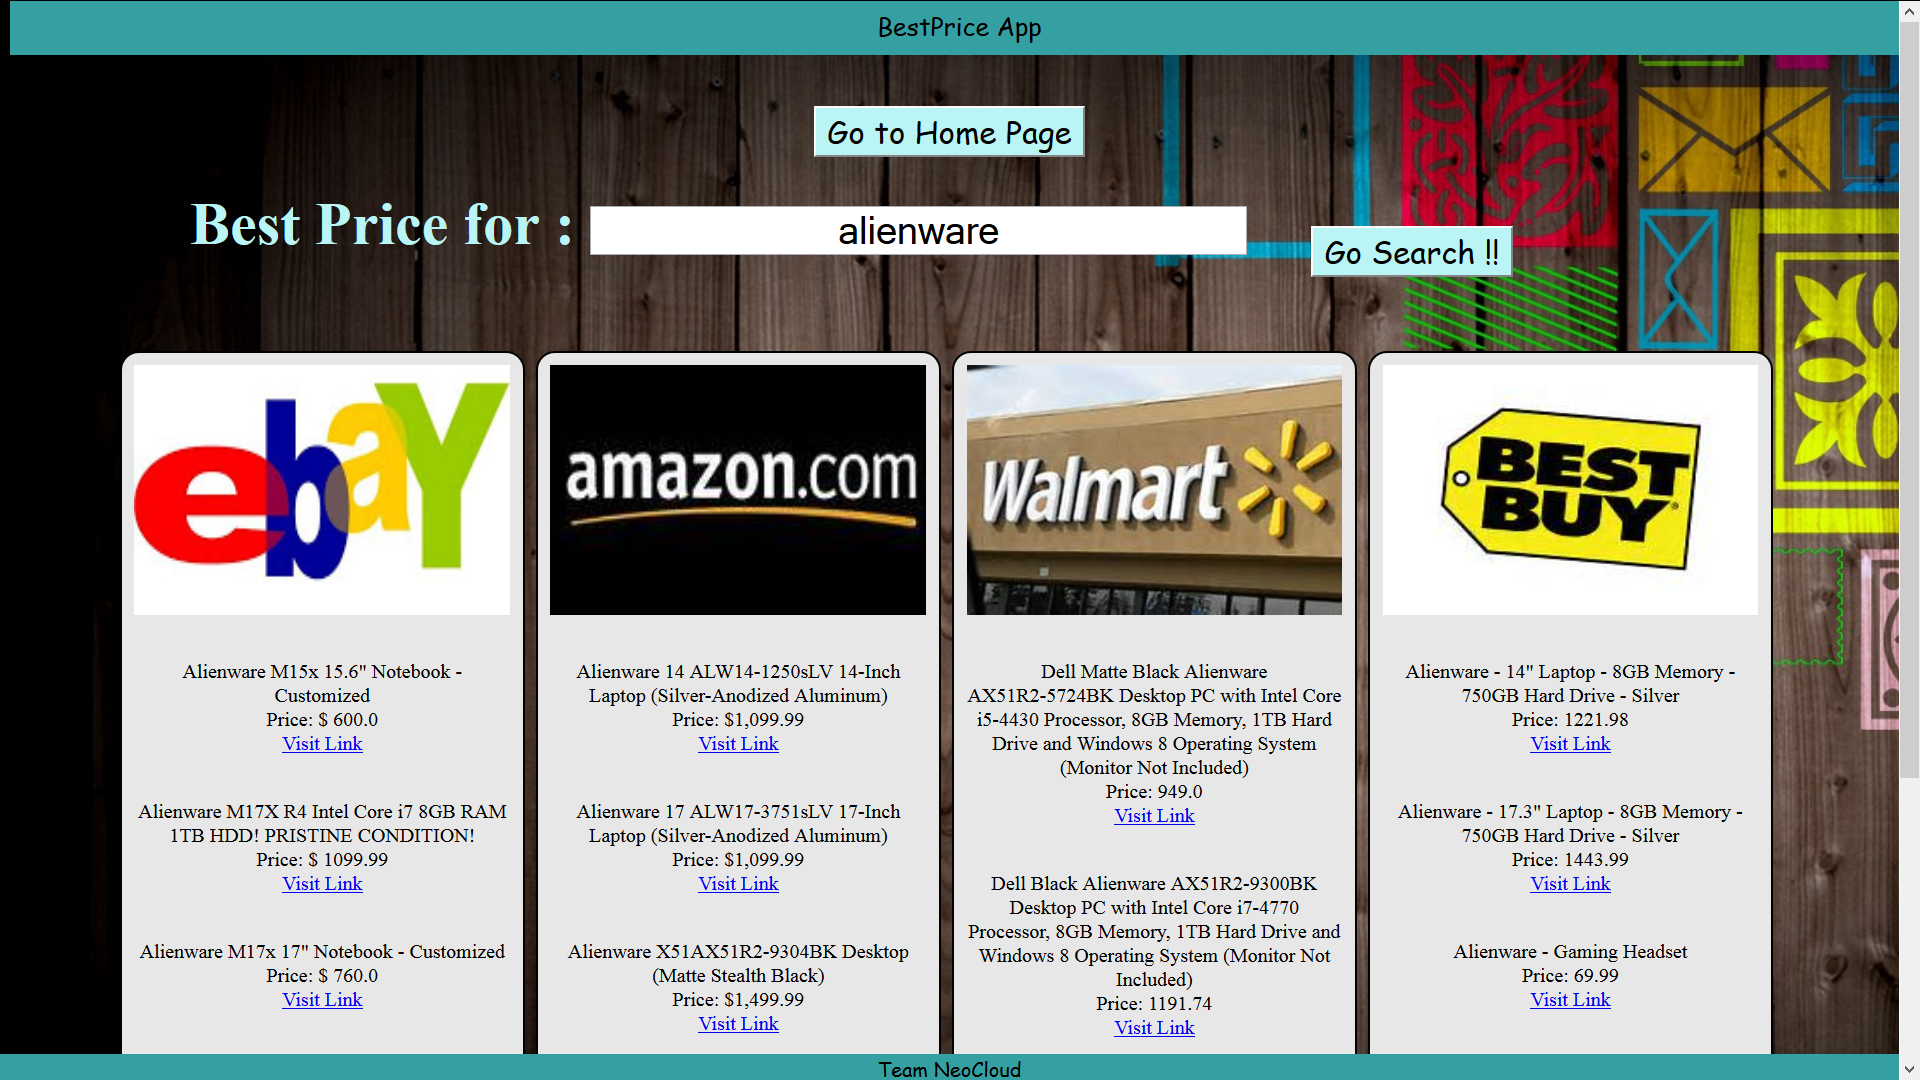 BestPrice App
Go to Home Page
Best Price for :
alienware
Go Search !!
ebaY
amazon.com
Walmart
BEST
BUY
Alienware M15x 15.6" Notebook -
Customized
Price: $ 600.0
Visit Link
Alienware M17X R4 Intel Core i7 8GB RAM
1TB HDD! PRISTINE CONDITION!
Price: $ 1099.99
Visit Link
Alienware M17x 17" Notebook - Customized
Price: $ 760.0
Visit Link
Alienware 14 ALW14-1250sLV 14-Inch
Laptop (Silver-Anodized Aluminum)
Price: $1,099.99
Visit Link
Alienware 17 ALW17-3751sLV 17-Inch
Laptop (Silver-Anodized Aluminum)
Price: $1,099.99
Visit Link
Alienware X51AX51R2-9304BK Desktop
(Matte Stealth Black)
Price: $1,499.99
Visit Link
Dell Matte Black Alienware
AX51R2-5724BK Desktop PC with Intel Core
i5-4430 Processor, 8GB Memory, 1TB Hard
Drive and Windows 8 Operating System
(Monitor Not Included)
Price: 949.0
Visit Link
Dell Black Alienware AX51R2-9300BK
Desktop PC with Intel Core i7-4770
Processor, 8GB Memory, 1TB Hard Drive and
Windows 8 Operating System (Monitor Not
Included)
Price: 1191.74
Visit Link
Alienware - 14" Laptop - 8GB Memory -
750GB Hard Drive - Silver
Price: 1221.98
Visit Link
Alienware - 17.3" Laptop - 8GB Memory -
750GB Hard Drive - Silver
Price: 1443.99
Visit Link
Alienware - Gaming Headset
Price: 69.99
Visit Link
Team NeoCloud